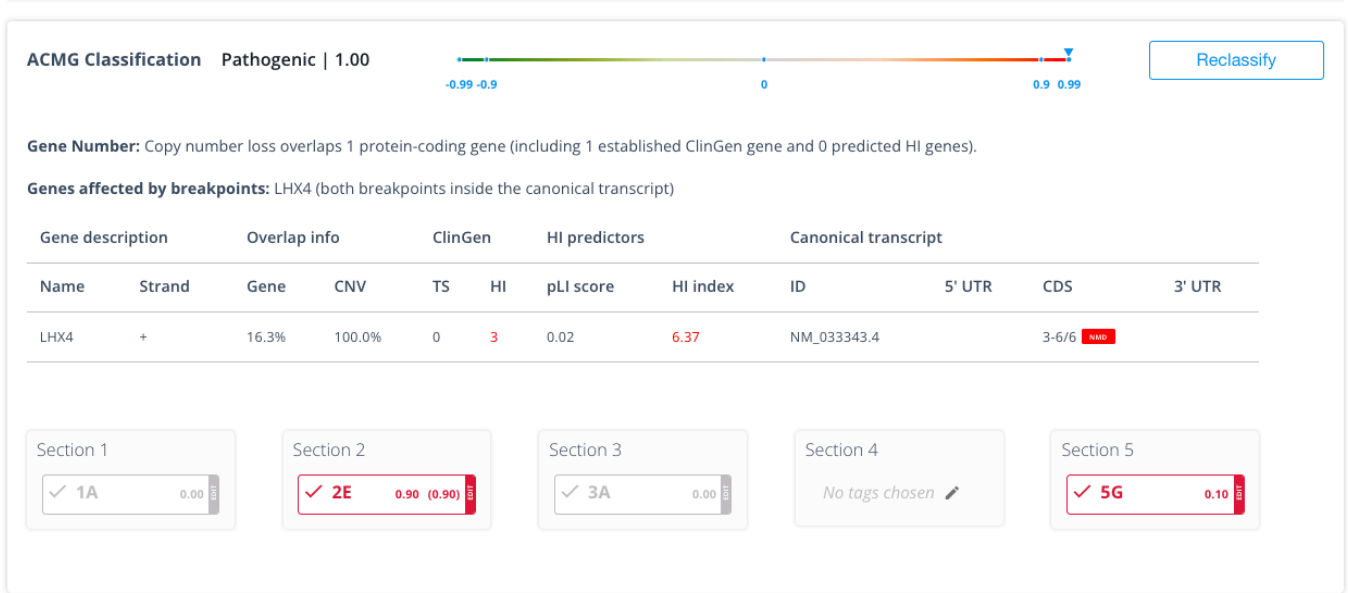 ACMG Classification Pathogenic | 1.00
-0.99 -0.9 0 0.9 0.99
Reclassify
Gene Number: Copy number loss overlaps 1 protein-coding gene (including 1 established ClinGen gene and 0 predicted HI genes).
Genes affected by breakpoints: LHX4 (both breakpoints inside the canonical transcript)
Gene description Overlap info ClinGen HI predictors Canonical transcript
Name Strand Gene CNV TS HI pLI score HI index ID 5' UTR CDS 3' UTR
LHX4 + 16.3% 100.0% 0 3 0.02 6.37 NM_033343.4 3-6/6 NMD
Section 1 Section 2 Section 3 Section 4 Section 5
1A 0.00 EDIT 2E 0.90 (0.90) EDIT 3A 0.00 EDIT No tags chosen 5G 0.10 EDIT